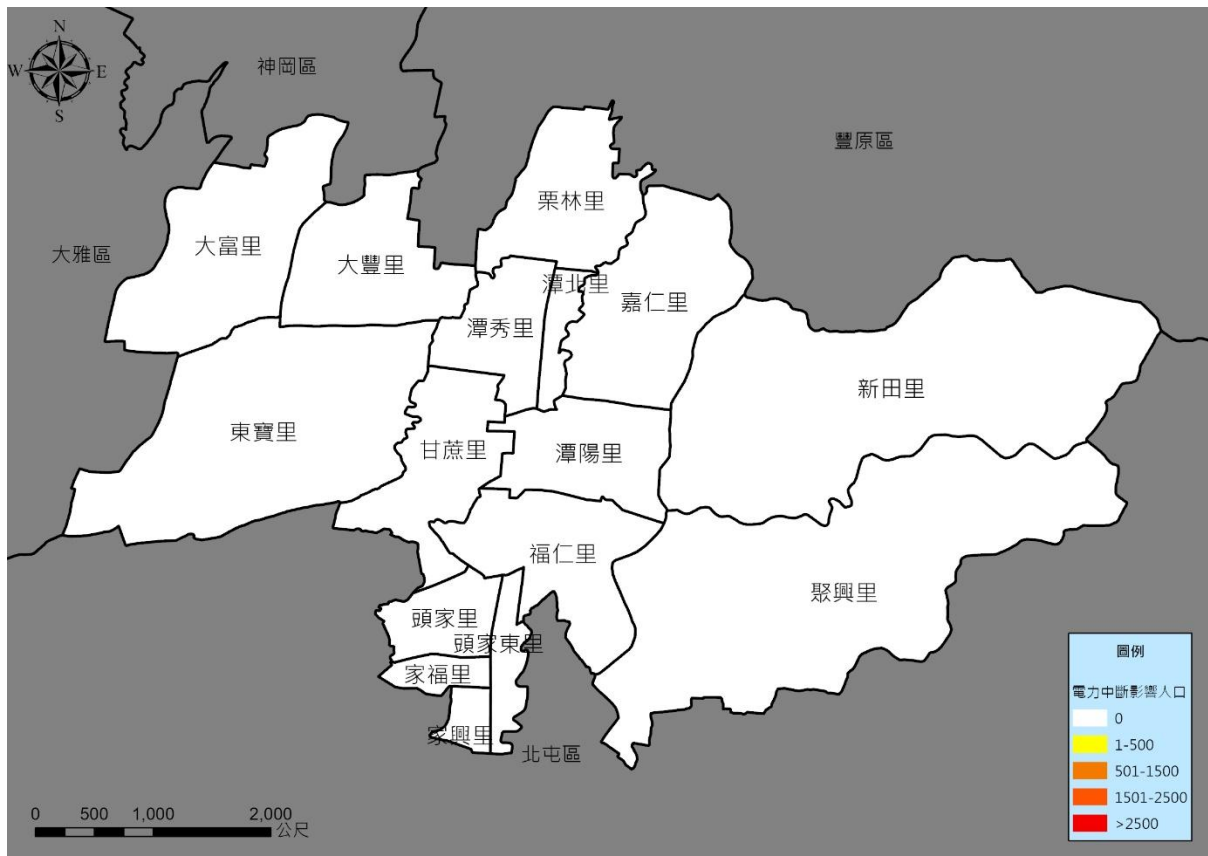 N
W E
S
神岡區
豐原區
大雅區
栗林里
大富里
大豐里
潭北里
嘉仁里
潭秀里
新田里
東寶里
甘蔗里
潭陽里
福仁里
聚興里
頭家里
頭家東里
家福里
家興里
北屯區
圖例
電力中斷影響人口
0
1-500
501-1500
1501-2500
>2500
0 500 1,000 2,000
公尺